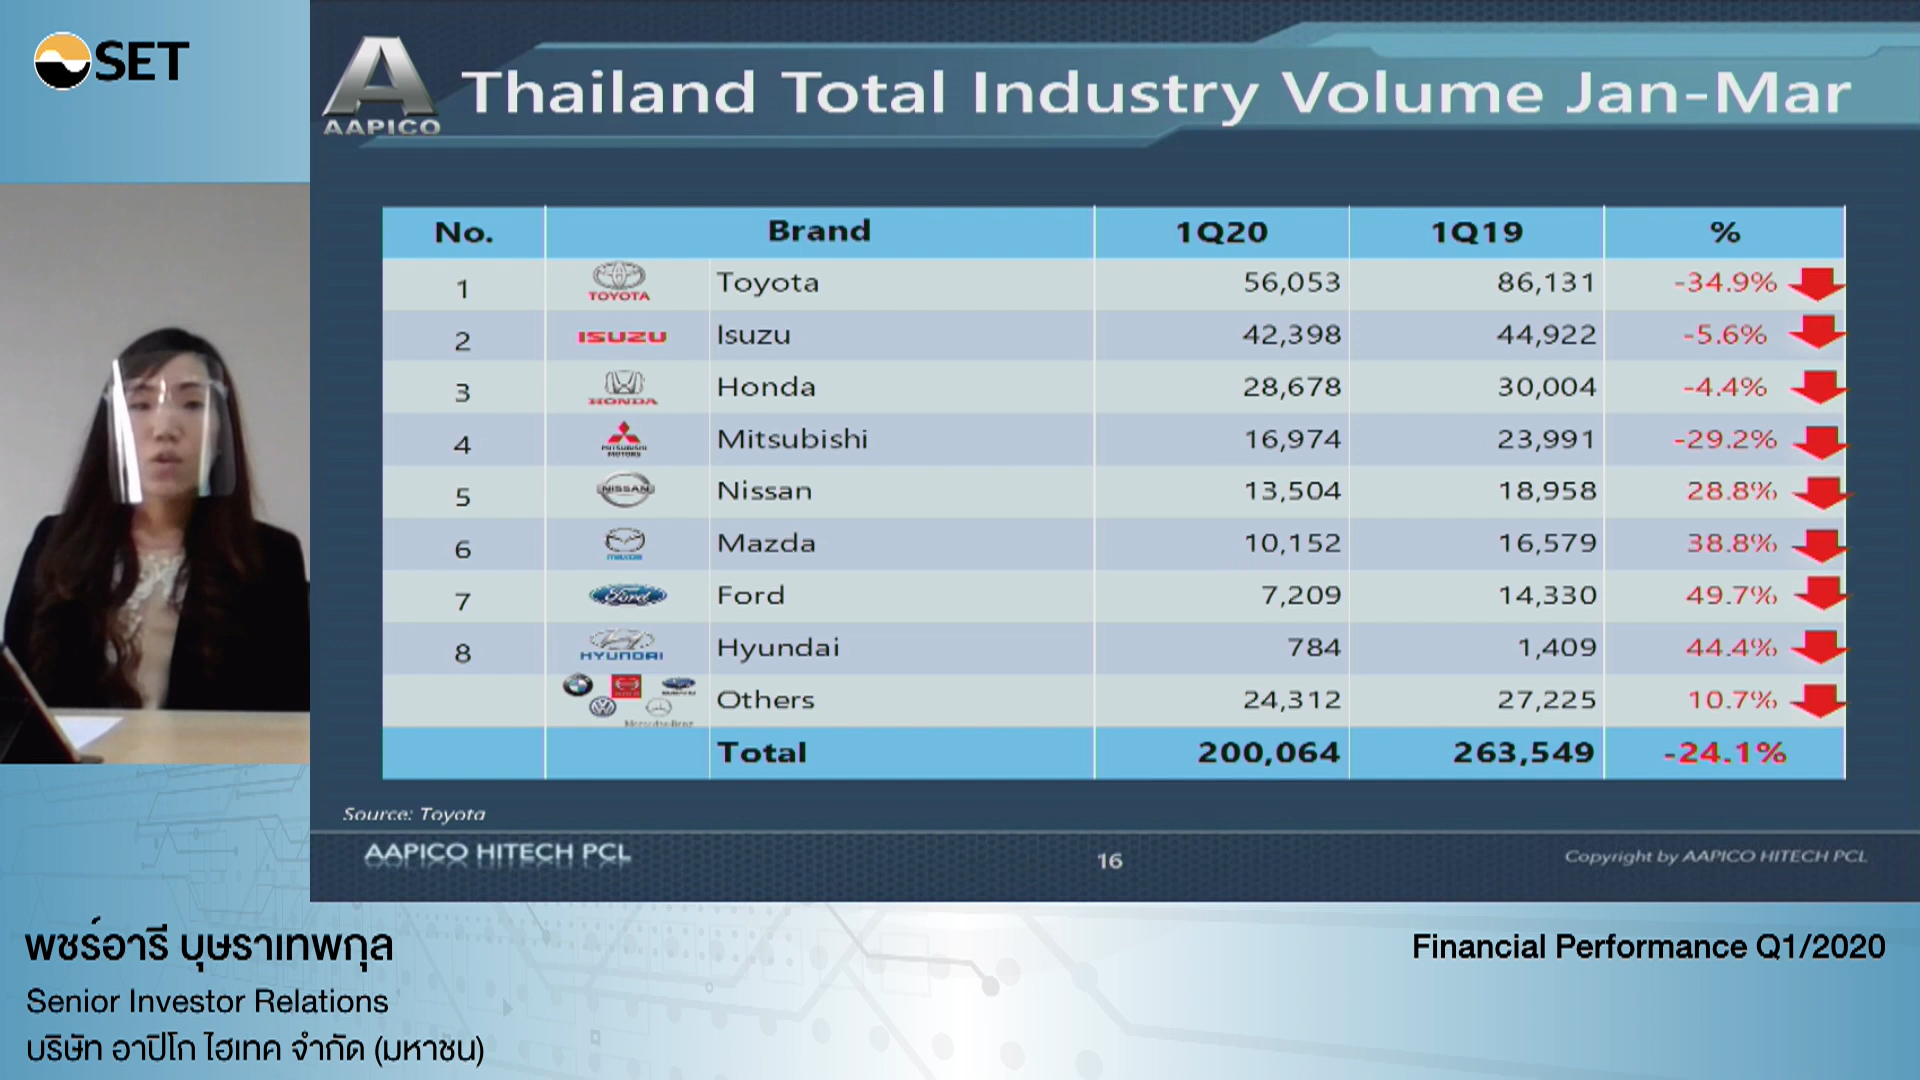 SET
AAPICO
Thailand Total Industry Volume Jan-Mar
No. Brand 1Q20 1Q19 %
1 TOYOTA Toyota 56,053 86,131 -34.9%
2 ISUZU Isuzu 42,398 44,922 -5.6%
3 HONDA Honda 28,678 30,004 -4.4%
4 MITSUBISHI MOTORS Mitsubishi 16,974 23,991 -29.2%
5 NISSAN Nissan 13,504 18,958 28.8%
6 mazda Mazda 10,152 16,579 38.8%
7 Ford Ford 7,209 14,330 49.7%
8 HYUNDAI Hyundai 784 1,409 44.4%
Others 24,312 27,225 10.7%
Total 200,064 263,549 -24.1%
Source: Toyota
AAPICO HITECH PCL
16
Copyright by AAPICO HITECH PCL
พชร์อารี บุษราเทพกุล
Senior Investor Relations
บริษัท อาปิโก ไฮเทค จำกัด (มหาชน)
Financial Performance Q1/2020